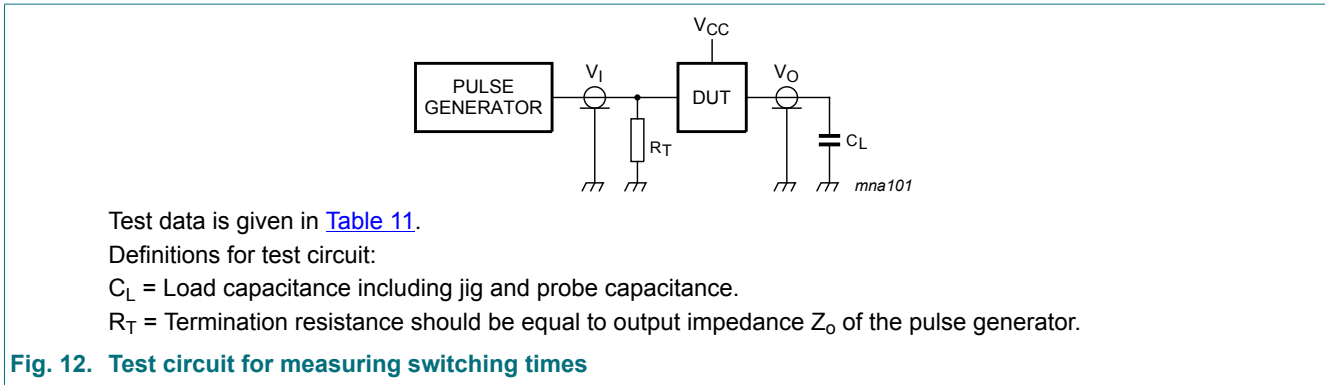 VCC
PULSE
GENERATOR
VI
DUT
VO
RT
CL
mna101
Test data is given in Table 11.
Definitions for test circuit:
CL = Load capacitance including jig and probe capacitance.
RT = Termination resistance should be equal to output impedance Zo of the pulse generator.
Fig. 12. Test circuit for measuring switching times